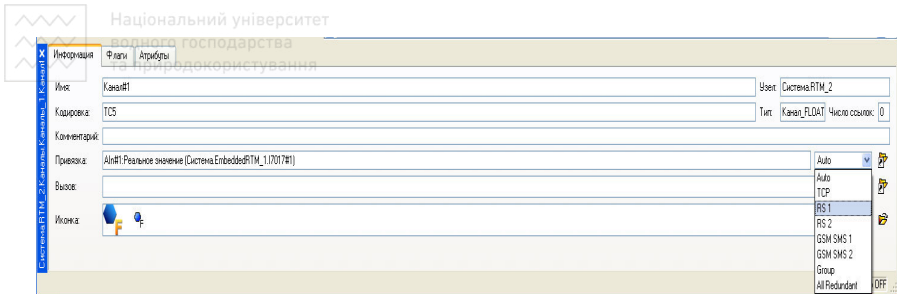 Національний університет
водного господарства
та природокористування
Информация Флаги Атрибуты
Имя: Канал#1 Узел: Система.RTM_2
Кодировка: TC5 Тип: Канал_FLOAT Число ссылок: 0
Комментарий:
Привязка: AIn#1:Реальное значение (Система.EmbeddedRTM_1.I7017#1) Auto
Вызов:
Иконка: F F
Auto
TCP
RS 1
RS 2
GSM SMS 1
GSM SMS 2
Group
All Redundant
OFF
Система.RTM_2.Каналы.Каналы_1.Канал#